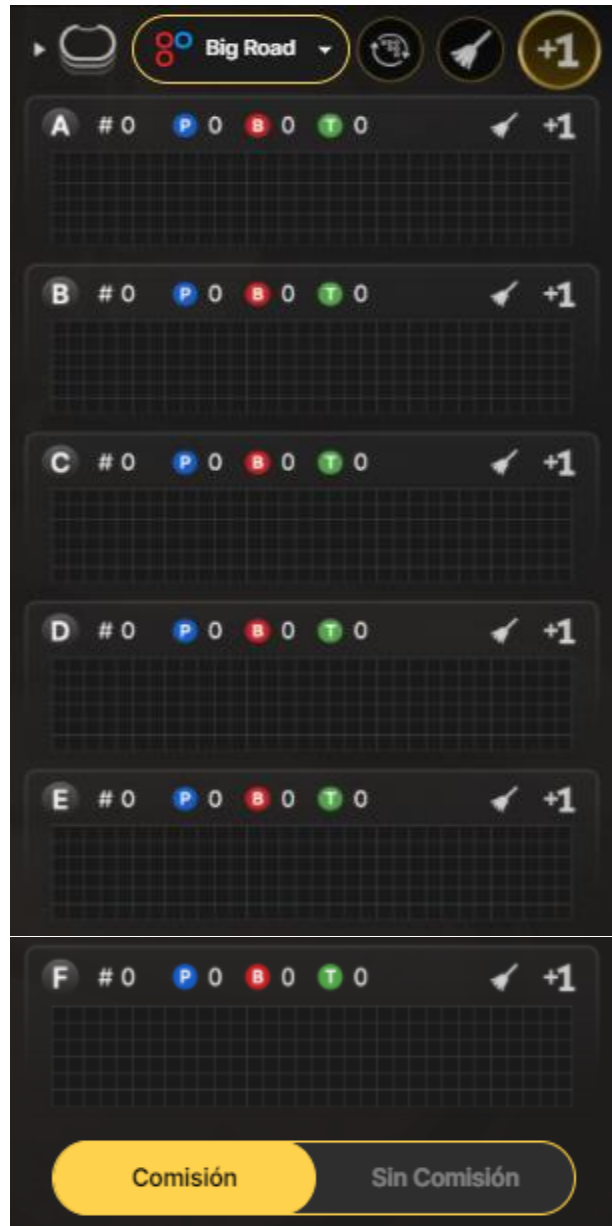 Big Road +1
A # 0 P 0 B 0 T 0 +1
B # 0 P 0 B 0 T 0 +1
C # 0 P 0 B 0 T 0 +1
D # 0 P 0 B 0 T 0 +1
E # 0 P 0 B 0 T 0 +1
F # 0 P 0 B 0 T 0 +1
Comisión Sin Comisión